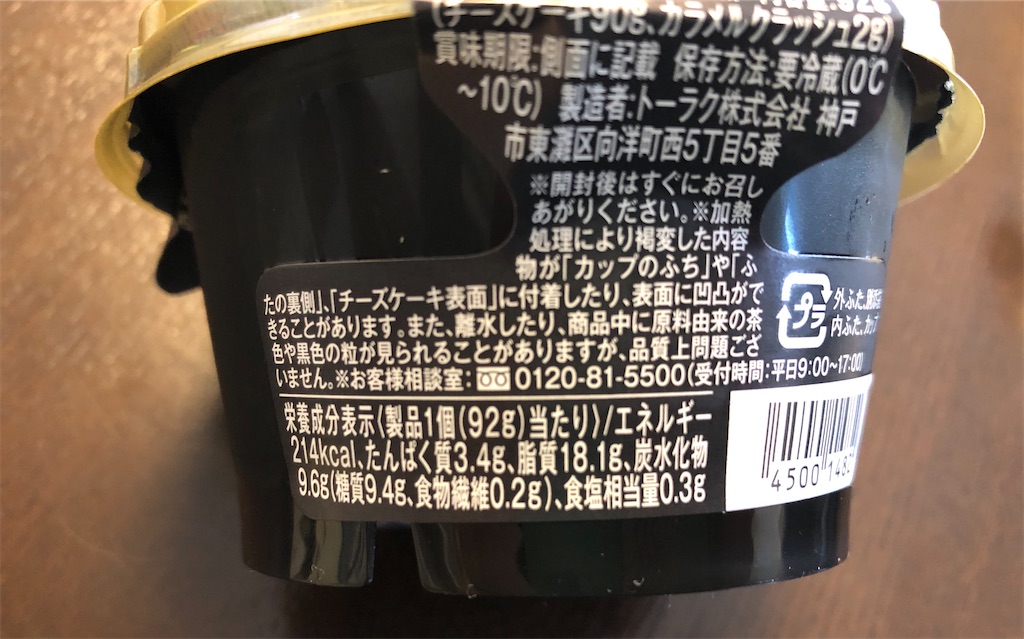 (チーズケーキ90g、カラメルクラッシュ2g)
賞味期限:側面に記載 保存方法:要冷蔵(0℃
~10℃) 製造者:トーラク株式会社 神戸
市東灘区向洋町西5丁目5番
※開封後はすぐにお召し
あがりください。※加熱
処理により褐変した内容
物が「カップのふち」や「ふ
たの裏側」、「チーズケーキ表面」に付着したり、表面に凹凸がで
きることがあります。また、離水したり、商品中に原料由来の茶
色や黒色の粒が見られることがありますが、品質上問題ござ
いません。※お客様相談室:0120-81-5500(受付時間:平日9:00~17:00)
プラ
外ふた、
内ふた、カップ
栄養成分表示〈製品1個(92g)当たり〉/エネルギー
214kcal、たんぱく質3.4g、脂質18.1g、炭水化物
9.6g(糖質9.4g、食物繊維0.2g)、食塩相当量0.3g
4500 1482